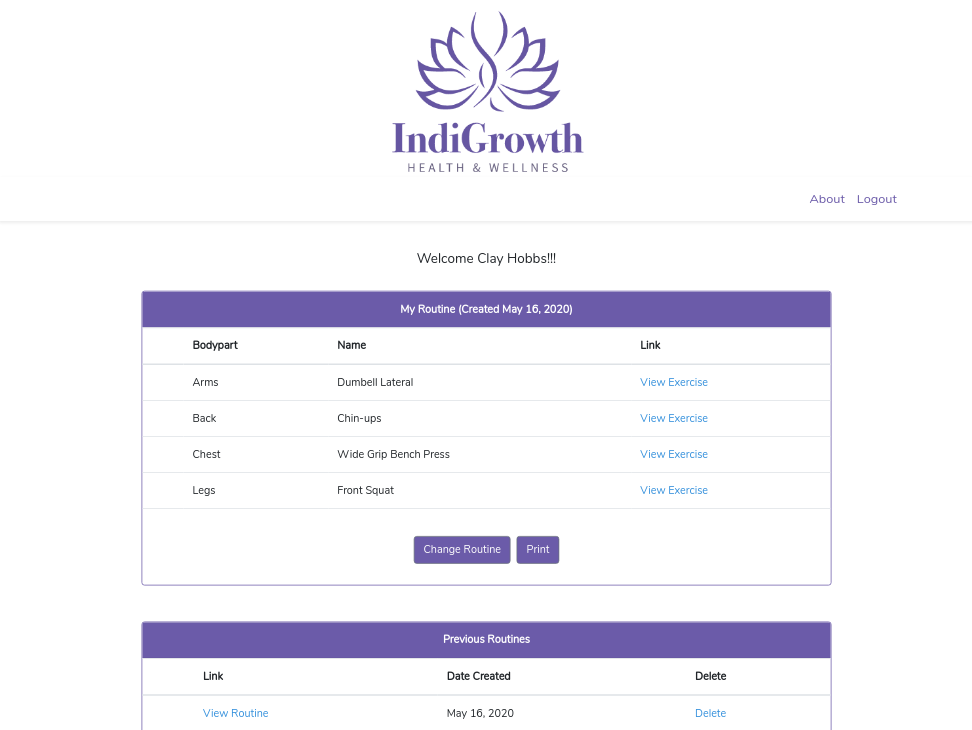 IndiGrowth
HEALTH & WELLNESS
About Logout
Welcome Clay Hobbs!!!
My Routine (Created May 16, 2020)
Bodypart Name Link
Arms Dumbell Lateral View Exercise
Back Chin-ups View Exercise
Chest Wide Grip Bench Press View Exercise
Legs Front Squat View Exercise
Change Routine Print
Previous Routines
Link Date Created Delete
View Routine May 16, 2020 Delete